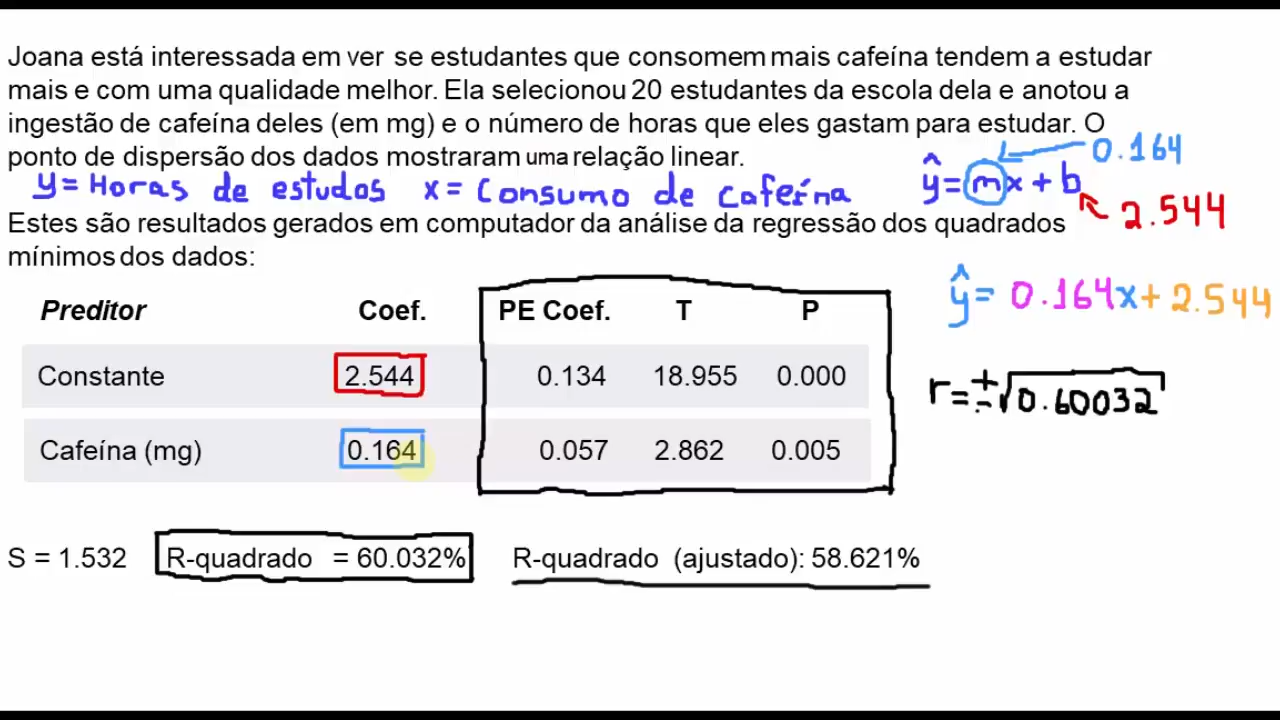 Joana está interessada em ver se estudantes que consomem mais cafeína tendem a estudar
mais e com uma qualidade melhor. Ela selecionou 20 estudantes da escola dela e anotou a
ingestão de cafeína deles (em mg) e o número de horas que eles gastam para estudar. O
ponto de dispersão dos dados mostraram uma relação linear.
0.164
y = Horas de estudos x = Consumo de cafeína ŷ = mx + b
2.544
Estes são resultados gerados em computador da análise da regressão dos quadrados
mínimos dos dados:
ŷ = 0.164x + 2.544
Preditor Coef. PE Coef. T P
Constante 2.544 0.134 18.955 0.000
r = ±√0.60032
Cafeína (mg) 0.164 0.057 2.862 0.005
S = 1.532 R-quadrado = 60.032% R-quadrado (ajustado): 58.621%